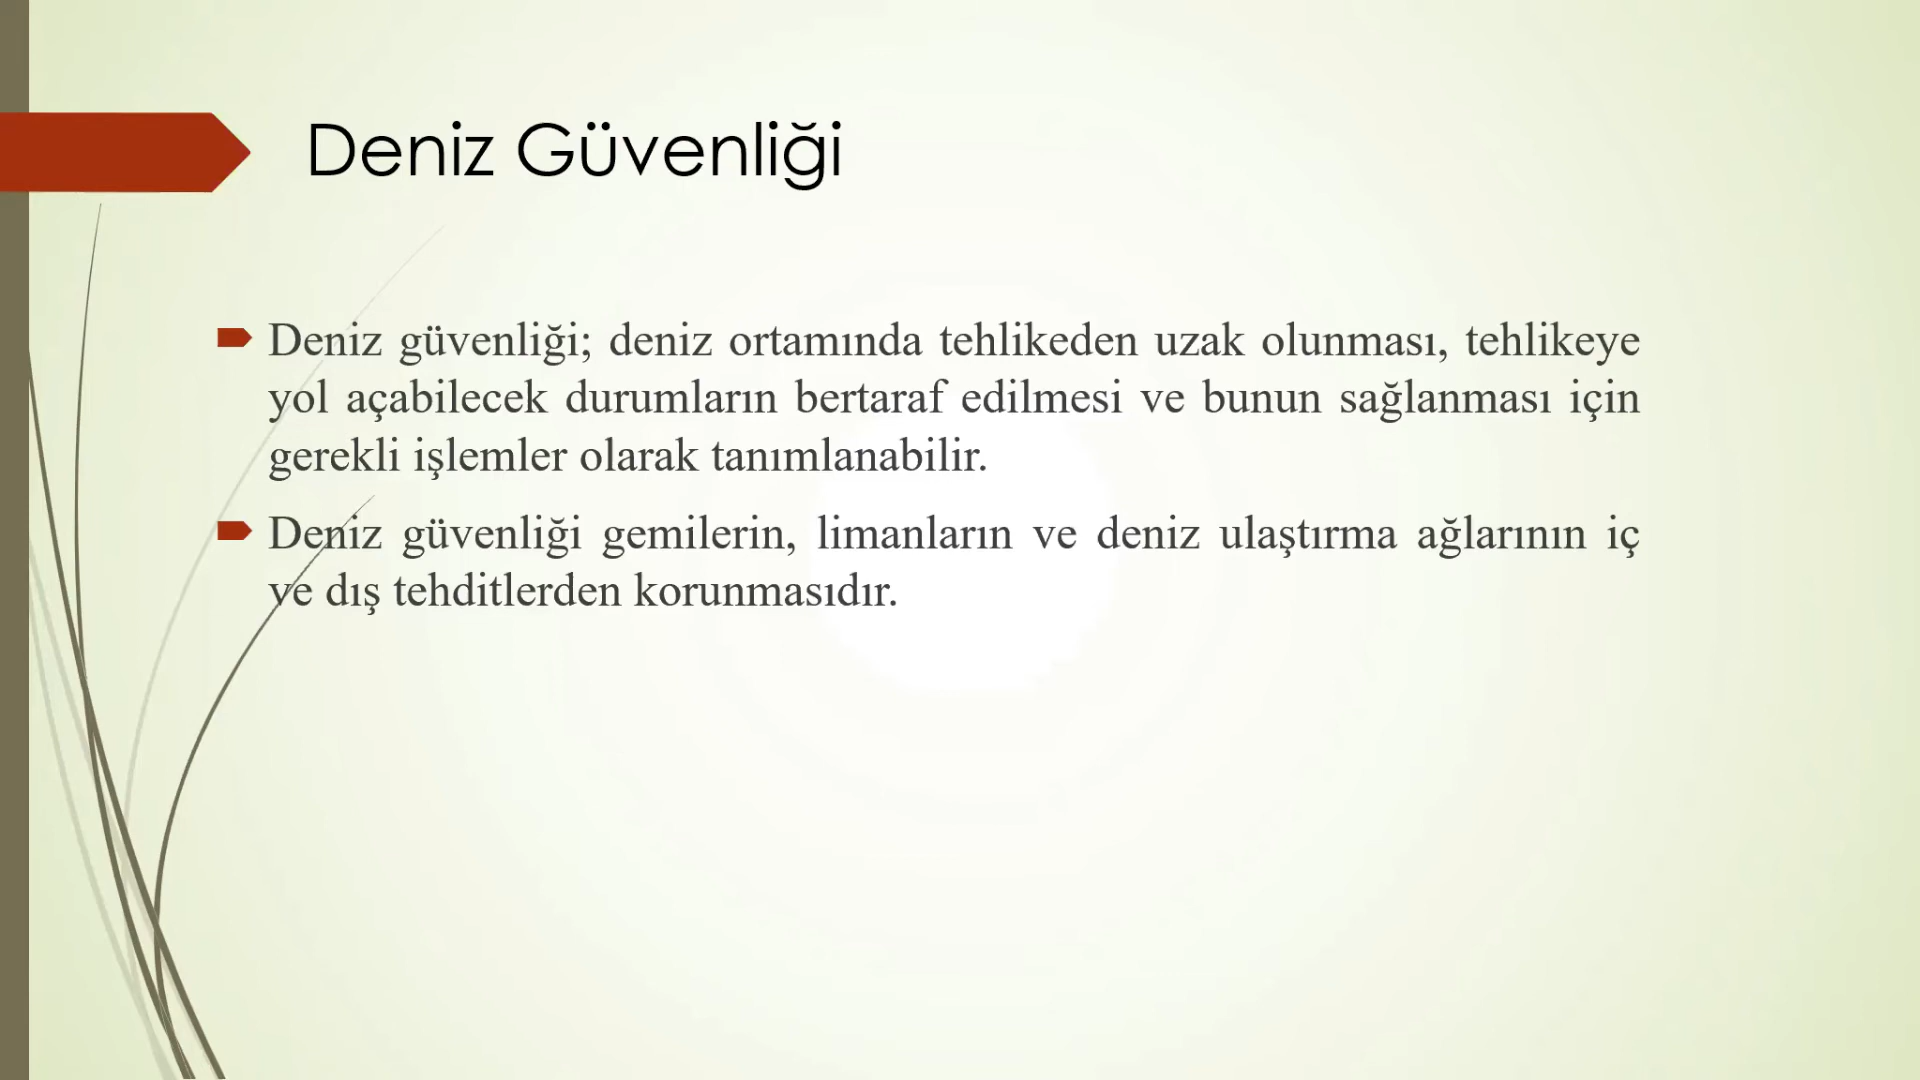 Deniz Güvenliği
Deniz güvenliği; deniz ortamında tehlikeden uzak olunması, tehlikeye
yol açabilecek durumların bertaraf edilmesi ve bunun sağlanması için
gerekli işlemler olarak tanımlanabilir.
Deniz güvenliği gemilerin, limanların ve deniz ulaştırma ağlarının iç
ve dış tehditlerden korunmasıdır.